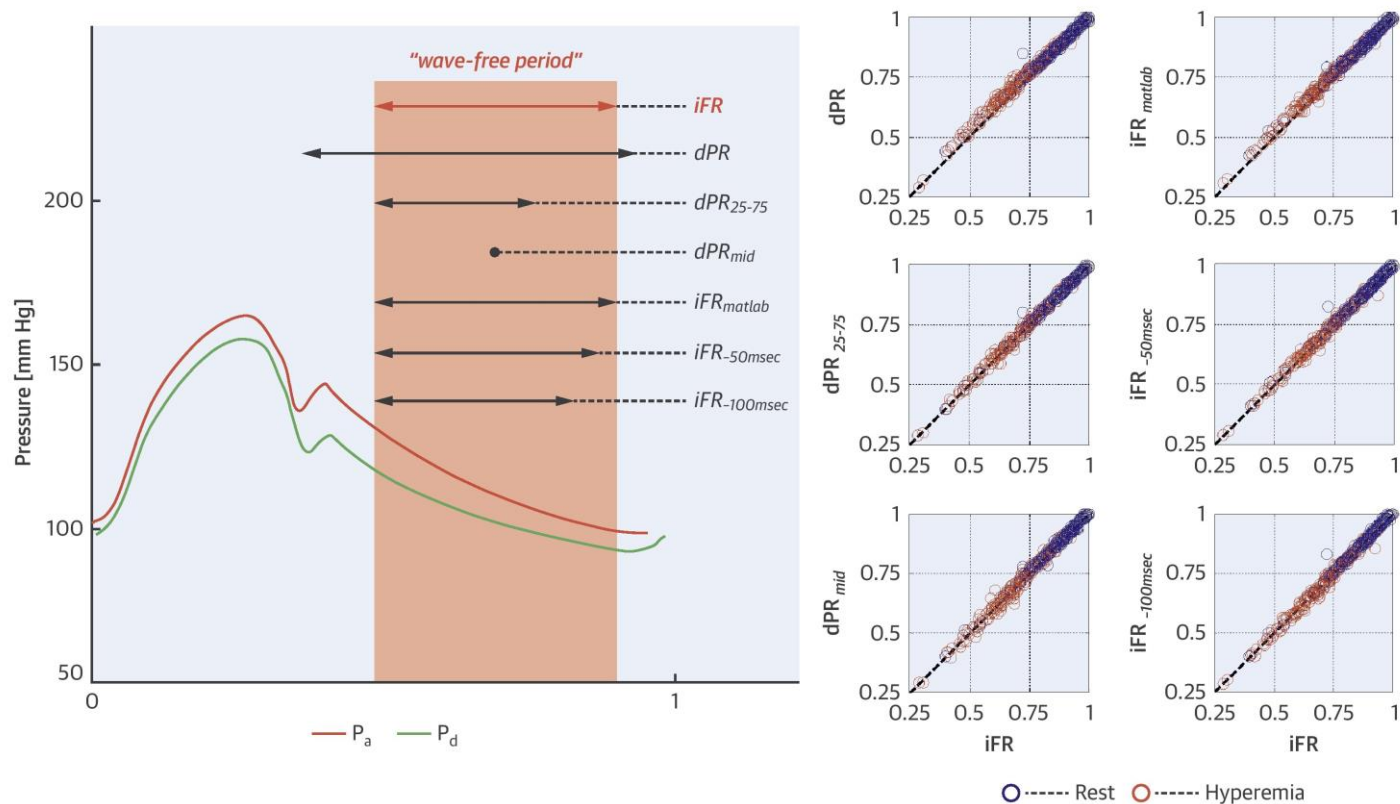 "wave-free period"
iFR
dPR
dPR25-75
dPRmid
iFRmatlab
iFR-50msec
iFR-100msec
Pressure [mm Hg]
200
150
100
50
0
1
Pa
Pd
dPR
1
0.75
0.5
0.25
0.25
0.5
0.75
1
iFRmatlab
1
0.75
0.5
0.25
0.25
0.5
0.75
1
dPR25-75
1
0.75
0.5
0.25
0.25
0.5
0.75
1
iFR-50msec
1
0.75
0.5
0.25
0.25
0.5
0.75
1
dPRmid
1
0.75
0.5
0.25
0.25
0.5
0.75
1
iFR
iFR-100msec
1
0.75
0.5
0.25
0.25
0.5
0.75
1
iFR
Rest
Hyperemia